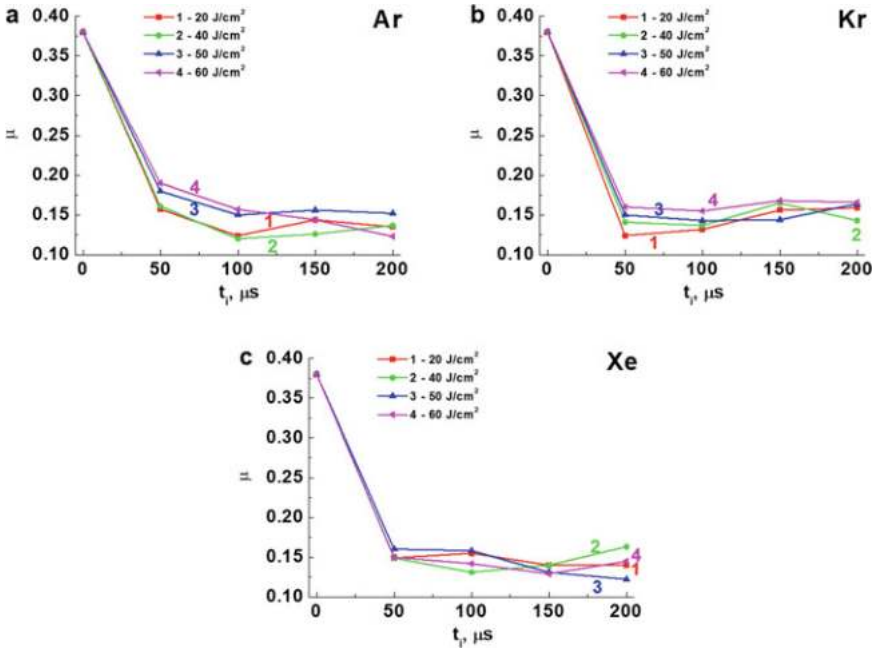 a
Ar
1 - 20 J/cm²
2 - 40 J/cm²
3 - 50 J/cm²
4 - 60 J/cm²
0.40
0.35
0.30
0.25
0.20
0.15
0.10
μ
4
3
1
2
0 50 100 150 200
tᵢ, μs
b
Kr
1 - 20 J/cm²
2 - 40 J/cm²
3 - 50 J/cm²
4 - 60 J/cm²
0.40
0.35
0.30
0.25
0.20
0.15
0.10
μ
4
3
1
2
0 50 100 150 200
tᵢ, μs
c
Xe
1 - 20 J/cm²
2 - 40 J/cm²
3 - 50 J/cm²
4 - 60 J/cm²
0.40
0.35
0.30
0.25
0.20
0.15
0.10
μ
2
4
1
3
0 50 100 150 200
tᵢ, μs